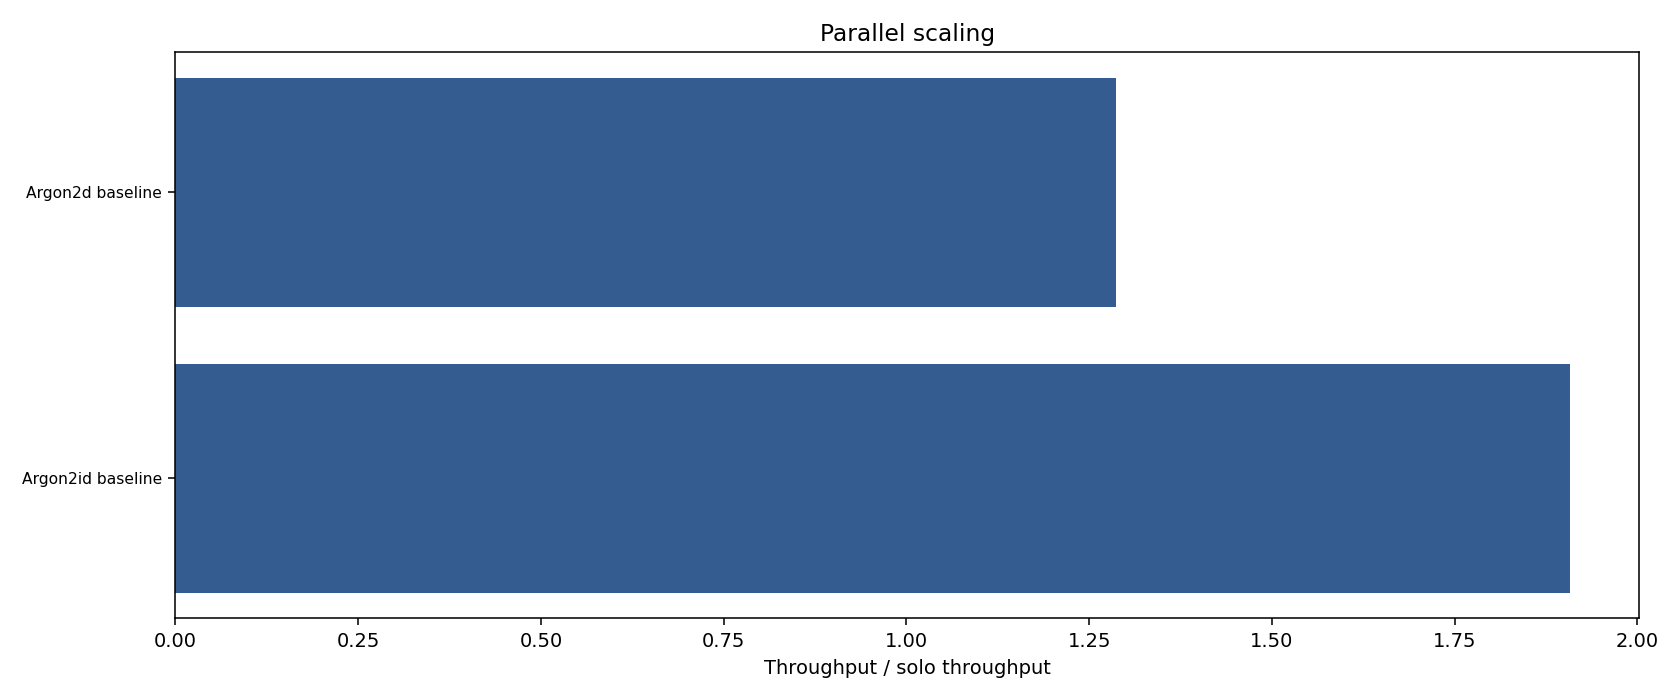 Parallel scaling
Argon2d baseline
Argon2id baseline
0.00 0.25 0.50 0.75 1.00 1.25 1.50 1.75 2.00
Throughput / solo throughput